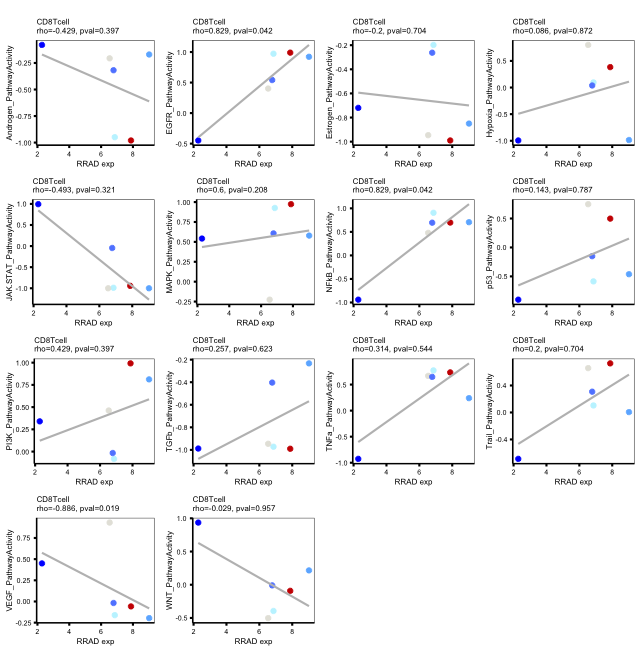 CD8Tcell
rho=-0.429, pval=0.397
Androgen_PathwayActivity
0.00
-0.25
-0.50
-0.75
-1.00
2 4 6 8
RRAD exp
CD8Tcell
rho=0.829, pval=0.042
EGFR_PathwayActivity
1.0
0.5
0.0
-0.5
2 4 6 8
RRAD exp
CD8Tcell
rho=-0.2, pval=0.704
Estrogen_PathwayActivity
-0.2
-0.4
-0.6
-0.8
-1.0
2 4 6 8
RRAD exp
CD8Tcell
rho=0.086, pval=0.872
Hypoxia_PathwayActivity
0.5
0.0
-0.5
-1.0
2 4 6 8
RRAD exp
CD8Tcell
rho=-0.493, pval=0.321
JAK.STAT_PathwayActivity
1.0
0.5
0.0
-0.5
-1.0
2 4 6 8
RRAD exp
CD8Tcell
rho=0.6, pval=0.208
MAPK_PathwayActivity
1.00
0.75
0.50
0.25
0.00
-0.25
2 4 6 8
RRAD exp
CD8Tcell
rho=0.829, pval=0.042
NFkB_PathwayActivity
1.0
0.5
0.0
-0.5
-1.0
2 4 6 8
RRAD exp
CD8Tcell
rho=0.143, pval=0.787
p53_PathwayActivity
0.5
0.0
-0.5
2 4 6 8
RRAD exp
CD8Tcell
rho=0.429, pval=0.397
PI3K_PathwayActivity
1.00
0.75
0.50
0.25
0.00
2 4 6 8
RRAD exp
CD8Tcell
rho=0.257, pval=0.623
TGFb_PathwayActivity
-0.2
-0.4
-0.6
-0.8
-1.0
2 4 6 8
RRAD exp
CD8Tcell
rho=0.314, pval=0.544
TNFa_PathwayActivity
0.5
0.0
-0.5
-1.0
2 4 6 8
RRAD exp
CD8Tcell
rho=0.2, pval=0.704
Trail_PathwayActivity
0.4
0.0
-0.4
2 4 6 8
RRAD exp
CD8Tcell
rho=-0.886, pval=0.019
VEGF_PathwayActivity
0.75
0.50
0.25
0.00
-0.25
2 4 6 8
RRAD exp
CD8Tcell
rho=-0.029, pval=0.957
WNT_PathwayActivity
1.0
0.5
0.0
-0.5
2 4 6 8
RRAD exp